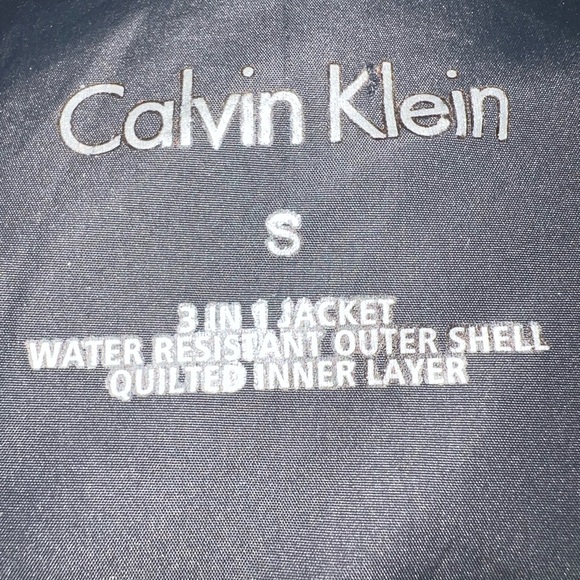 Calvin Klein
S
3 IN 1 JACKET
WATER RESISTANT OUTER SHELL
QUILTED INNER LAYER